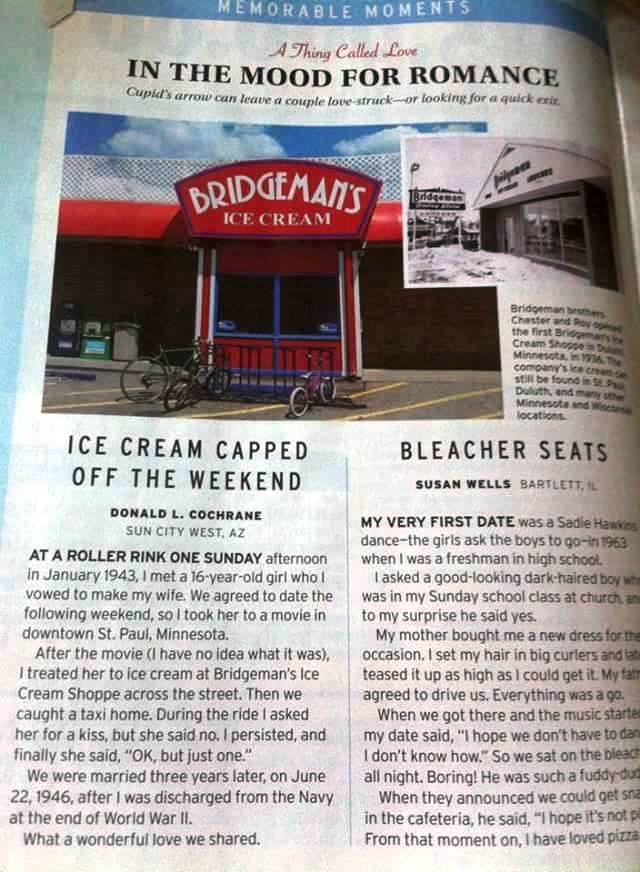 MEMORABLE MOMENTS
A Thing Called Love
IN THE MOOD FOR ROMANCE
Cupid's arrow can leave a couple love-struck—or looking for a quick exit.
BRIDGEMAN'S
ICE CREAM
Bridgeman
Bridgeman brothers
Chester and Roy opened
the first Bridgeman's Ice
Cream Shoppe in Duluth,
Minnesota, in 1936. The
company's ice cream can
still be found in St. Paul,
Duluth, and many other
Minnesota and Wisconsin
locations.
ICE CREAM CAPPED
OFF THE WEEKEND
DONALD L. COCHRANE
SUN CITY WEST, AZ
AT A ROLLER RINK ONE SUNDAY afternoon
in January 1943, I met a 16-year-old girl who I
vowed to make my wife. We agreed to date the
following weekend, so I took her to a movie in
downtown St. Paul, Minnesota.
After the movie (I have no idea what it was),
I treated her to ice cream at Bridgeman's Ice
Cream Shoppe across the street. Then we
caught a taxi home. During the ride I asked
her for a kiss, but she said no. I persisted, and
finally she said, "OK, but just one."
We were married three years later, on June
22, 1946, after I was discharged from the Navy
at the end of World War II.
What a wonderful love we shared.
BLEACHER SEATS
SUSAN WELLS BARTLETT, IL
MY VERY FIRST DATE was a Sadie Hawkins
dance—the girls ask the boys to go—in 1963
when I was a freshman in high school.
I asked a good-looking dark-haired boy who
was in my Sunday school class at church, and
to my surprise he said yes.
My mother bought me a new dress for the
occasion. I set my hair in big curlers and
teased it up as high as I could get it. My
agreed to drive us. Everything was a go.
When we got there and the music
my date said, "I hope we don't have to
I don't know how." So we sat on the
all night. Boring! He was such a
When they announced we could get
in the cafeteria, he said, "I hope it's not
From that moment on, I have loved pizza